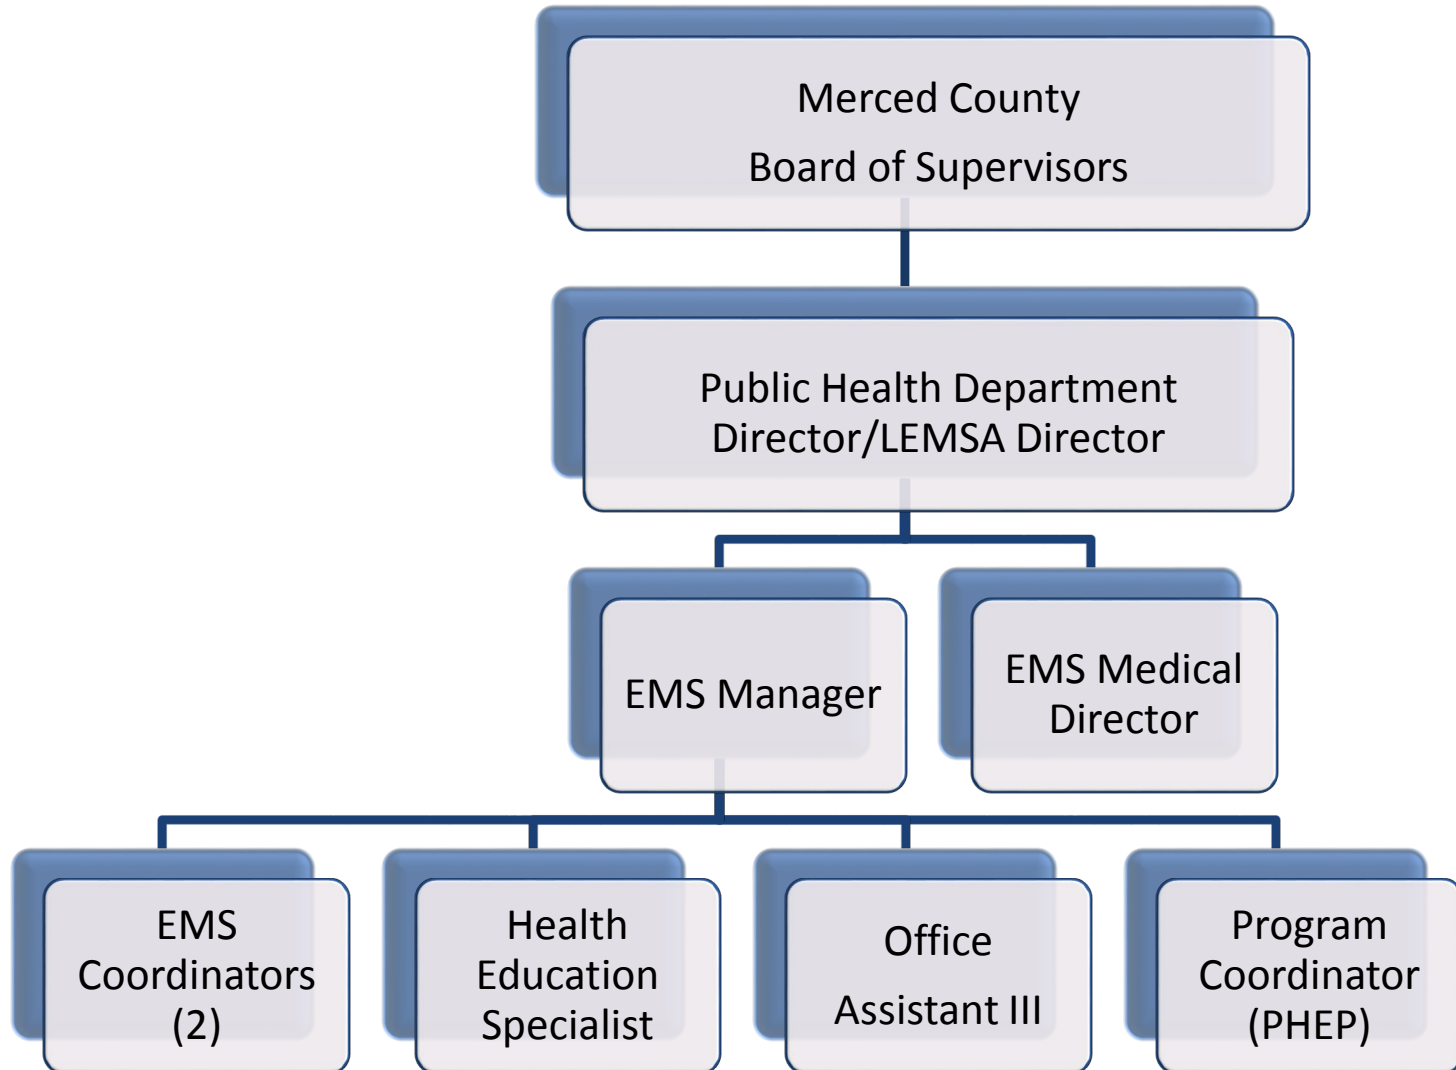 Merced County
Board of Supervisors
Public Health Department
Director/LEMSA Director
EMS Manager
EMS Medical
Director
EMS
Coordinators
(2)
Health
Education
Specialist
Office
Assistant III
Program
Coordinator
(PHEP)